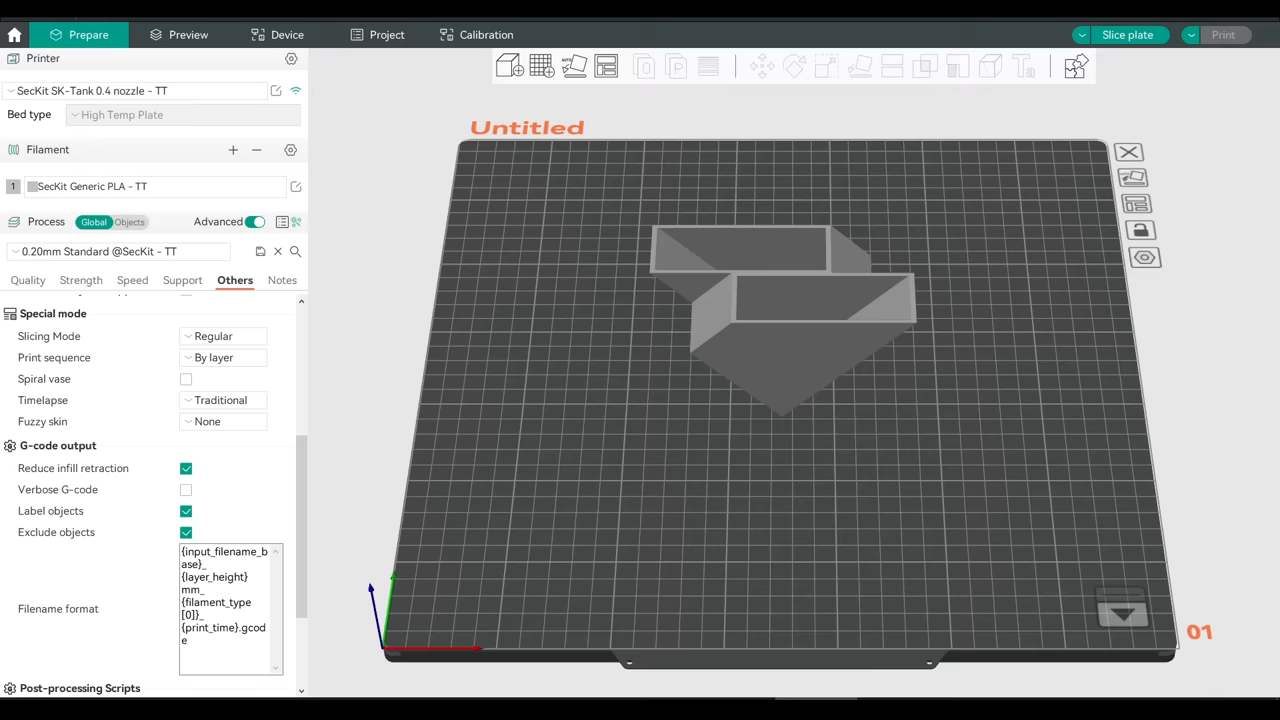 Prepare
Preview
Device
Project
Calibration
Slice plate
Print
Printer
SecKit SK-Tank 0.4 nozzle - TT
Bed type
High Temp Plate
Filament
1
SecKit Generic PLA - TT
Process
Global
Objects
Advanced
0.20mm Standard @SecKit - TT
Quality
Strength
Speed
Support
Others
Notes
Special mode
Slicing Mode
Regular
Print sequence
By layer
Spiral vase
Timelapse
Traditional
Fuzzy skin
None
G-code output
Reduce infill retraction
Verbose G-code
Label objects
Exclude objects
Filename format
{input_filename_b
ase}_
{layer_height}
mm_
{filament_type
[0]}_
{print_time}.gcod
e
Post-processing Scripts
Untitled
01